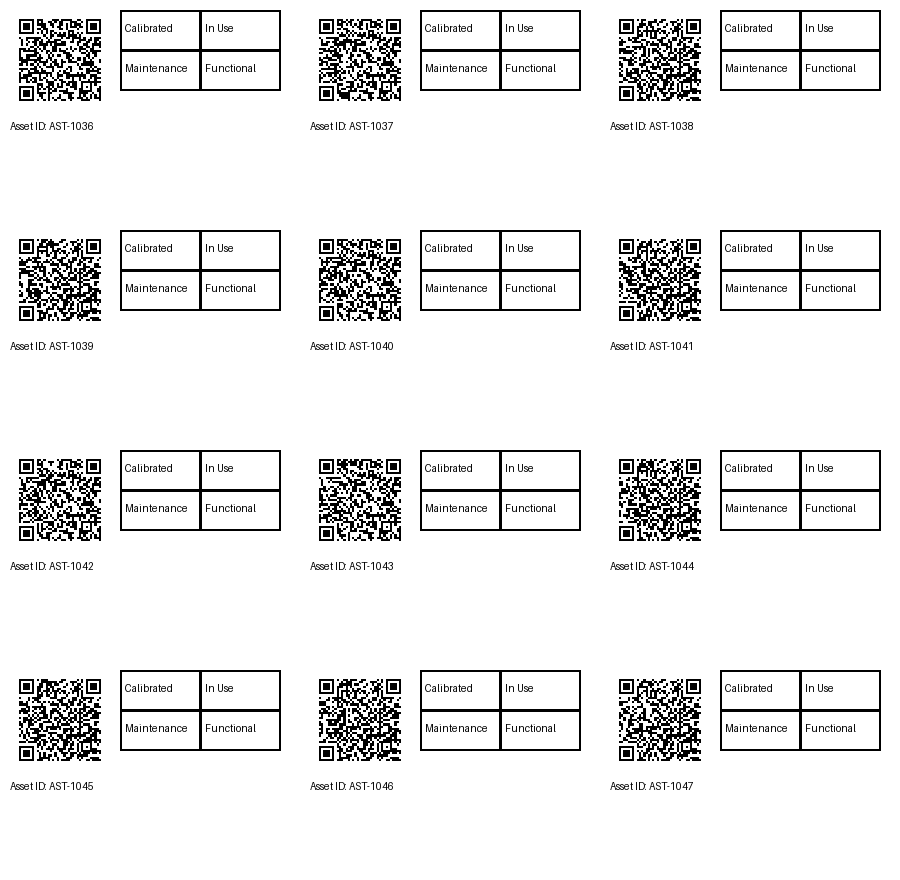 Calibrated In Use Calibrated In Use Calibrated In Use
Maintenance Functional Maintenance Functional Maintenance Functional
Asset ID: AST-1036 Asset ID: AST-1037 Asset ID: AST-1038
Calibrated In Use Calibrated In Use Calibrated In Use
Maintenance Functional Maintenance Functional Maintenance Functional
Asset ID: AST-1039 Asset ID: AST-1040 Asset ID: AST-1041
Calibrated In Use Calibrated In Use Calibrated In Use
Maintenance Functional Maintenance Functional Maintenance Functional
Asset ID: AST-1042 Asset ID: AST-1043 Asset ID: AST-1044
Calibrated In Use Calibrated In Use Calibrated In Use
Maintenance Functional Maintenance Functional Maintenance Functional
Asset ID: AST-1045 Asset ID: AST-1046 Asset ID: AST-1047